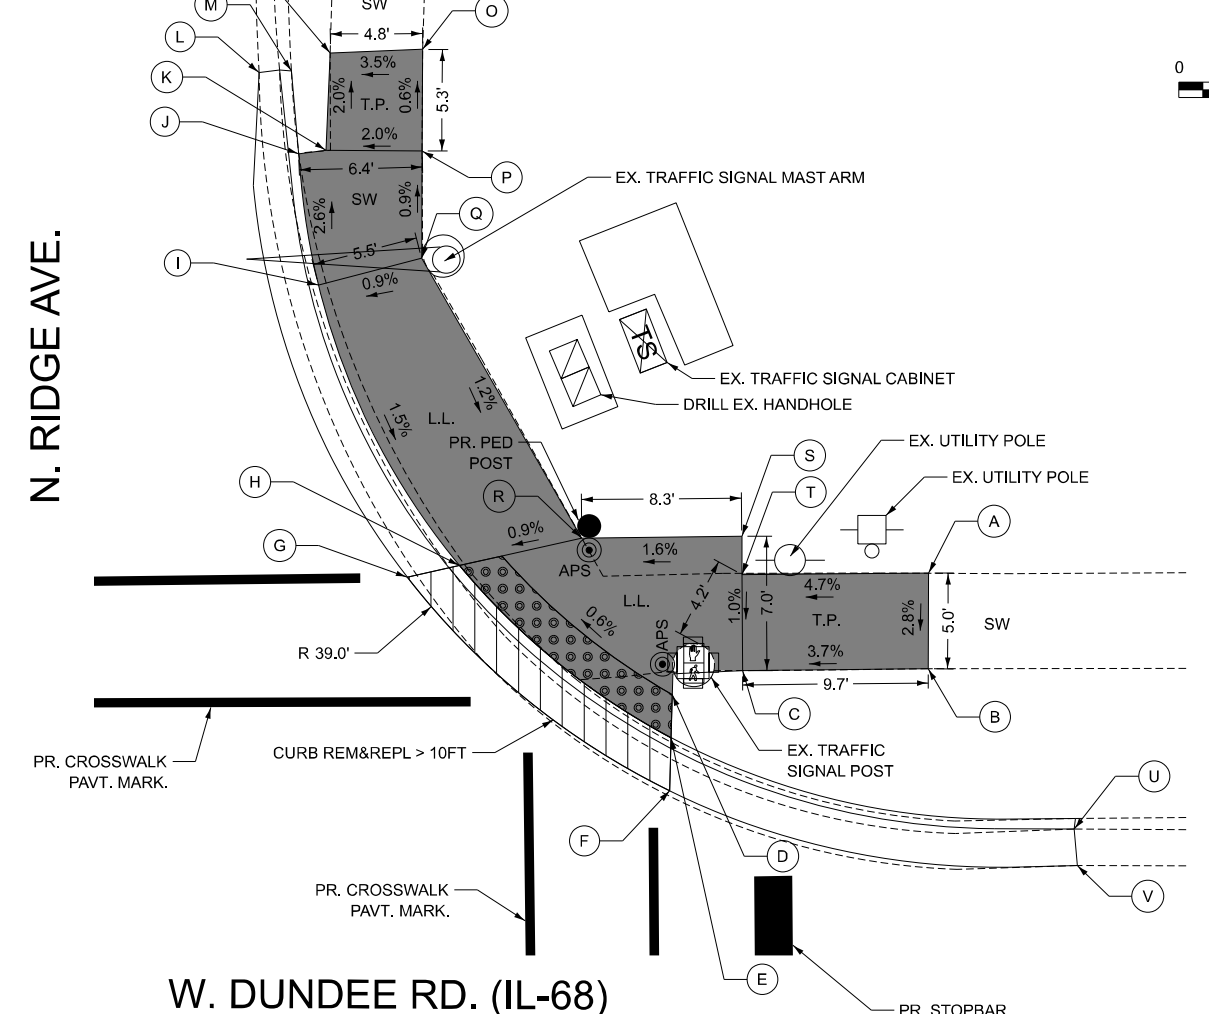 SW
M
O
4.8'
L
3.5%
K
2.0%
T.P.
0.6%
5.3'
0
J
2.0%
P
EX. TRAFFIC SIGNAL MAST ARM
6.4'
SW
2.6%
0.9%
Q
5.5'
I
0.9%
N. RIDGE AVE.
TS
EX. TRAFFIC SIGNAL CABINET
DRILL EX. HANDHOLE
1.2%
1.5%
L.L.
PR. PED
POST
EX. UTILITY POLE
S
EX. UTILITY POLE
H
R
8.3'
T
A
G
0.9%
1.6%
APS
4.7%
L.L.
4.2'
1.0%
7.0'
T.P.
2.8%
5.0'
SW
0.6%
APS
3.7%
R 39.0'
9.7'
C
B
CURB REM&REPL > 10FT
EX. TRAFFIC
SIGNAL POST
PR. CROSSWALK
PAVT. MARK.
U
F
D
PR. CROSSWALK
PAVT. MARK.
V
E
W. DUNDEE RD. (IL-68)
PR. STOPBAR